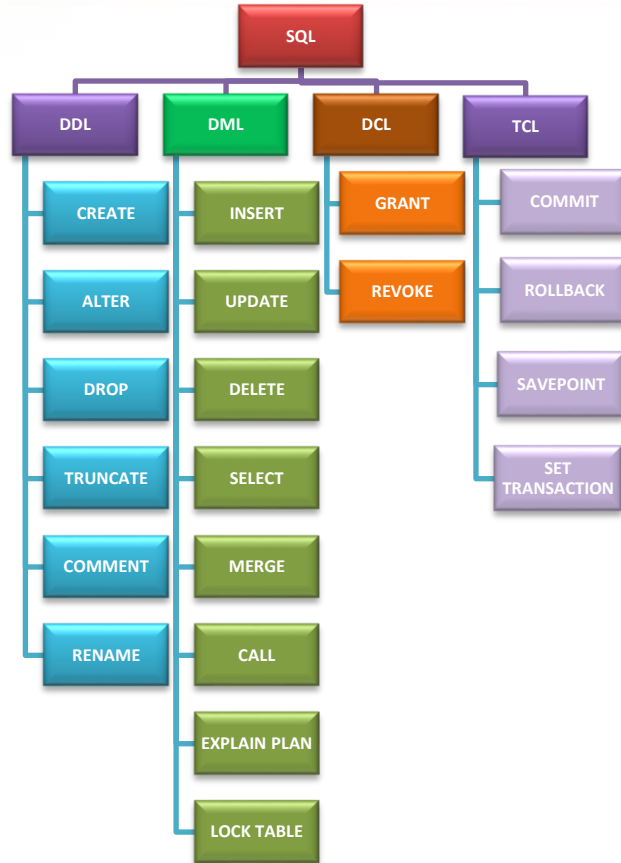 SQL
DDL
DML
DCL
TCL
CREATE
ALTER
DROP
TRUNCATE
COMMENT
RENAME
INSERT
UPDATE
DELETE
SELECT
MERGE
CALL
EXPLAIN PLAN
LOCK TABLE
GRANT
REVOKE
COMMIT
ROLLBACK
SAVEPOINT
SET
TRANSACTION